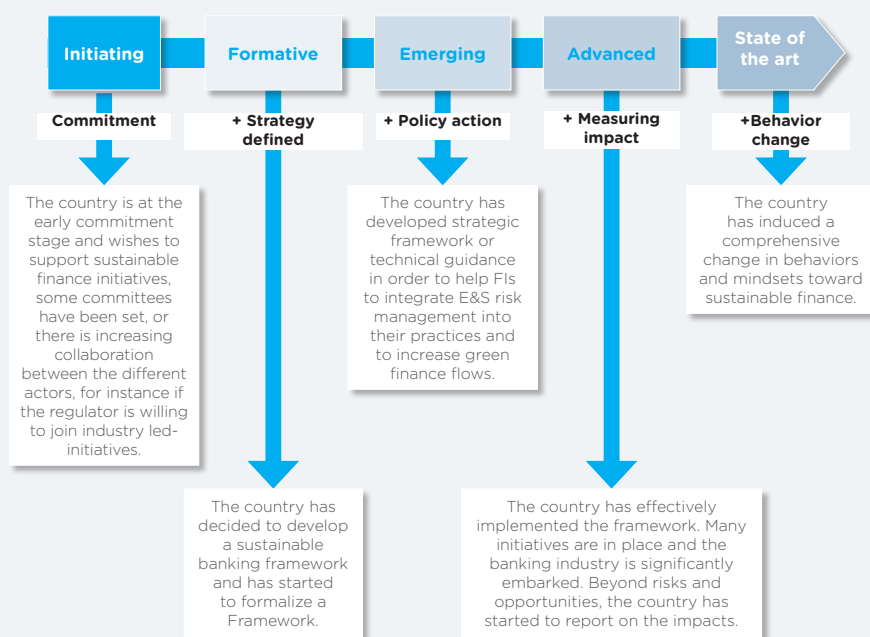 Initiating
Formative
Emerging
Advanced
State of
the art
Commitment
+ Strategy
defined
+ Policy action
+ Measuring
impact
+Behavior
change
The country is at the
early commitment
stage and wishes to
support sustainable
finance initiatives,
some committees
have been set, or
there is increasing
collaboration
between the different
actors, for instance if
the regulator is willing
to join industry led-
initiatives.
The country has
developed strategic
framework or
technical guidance
in order to help FIs
to integrate E&S risk
management into
their practices and
to increase green
finance flows.
The country
has induced a
comprehensive
change in behaviors
and mindsets toward
sustainable finance.
The country has
decided to develop
a sustainable
banking framework
and has started
to formalize a
Framework.
The country has effectively
implemented the framework. Many
initiatives are in place and the
banking industry is significantly
embarked. Beyond risks and
opportunities, the country has
started to report on the impacts.